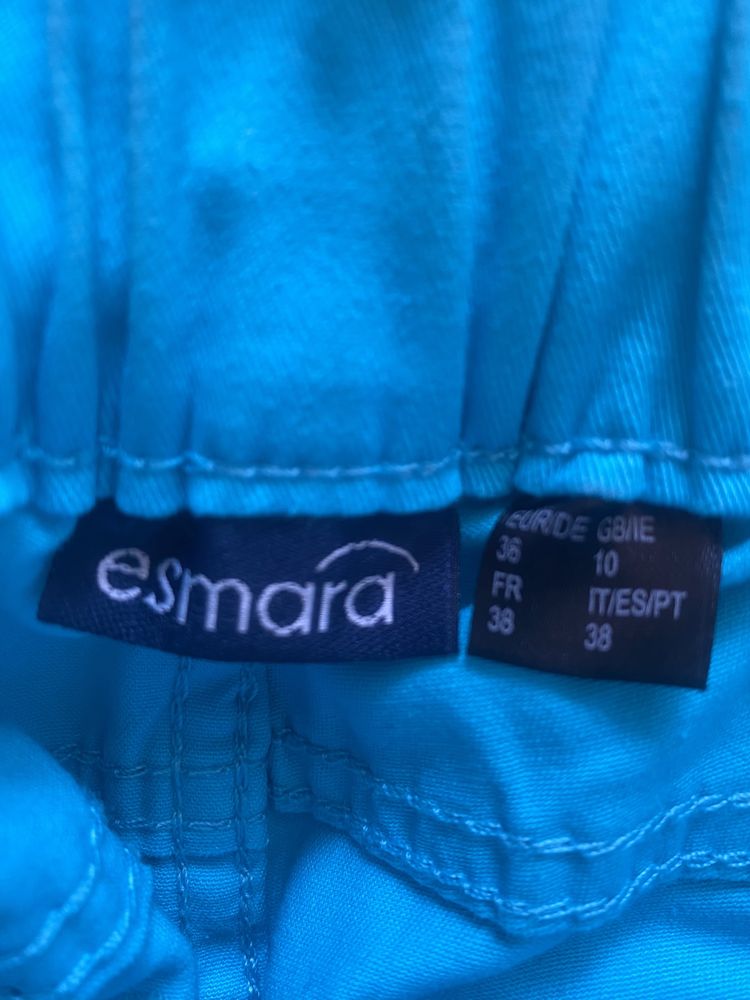 esmara
EUR/DE GB/IE
36 10
FR IT/ES/PT
38 38